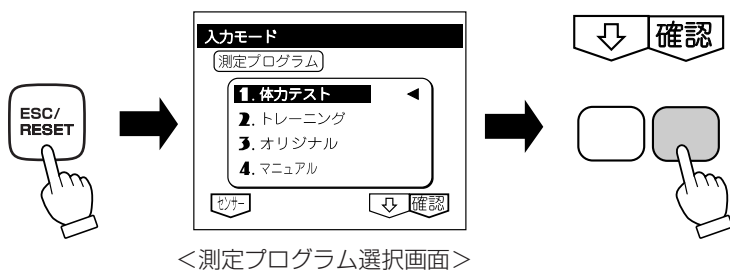 ESC/
RESET
入力モード
測定プログラム
1. 体力テスト ◀
2. トレーニング
3. オリジナル
4. マニュアル
センサー
⇩ 確認
⇩ 確認
＜測定プログラム選択画面＞